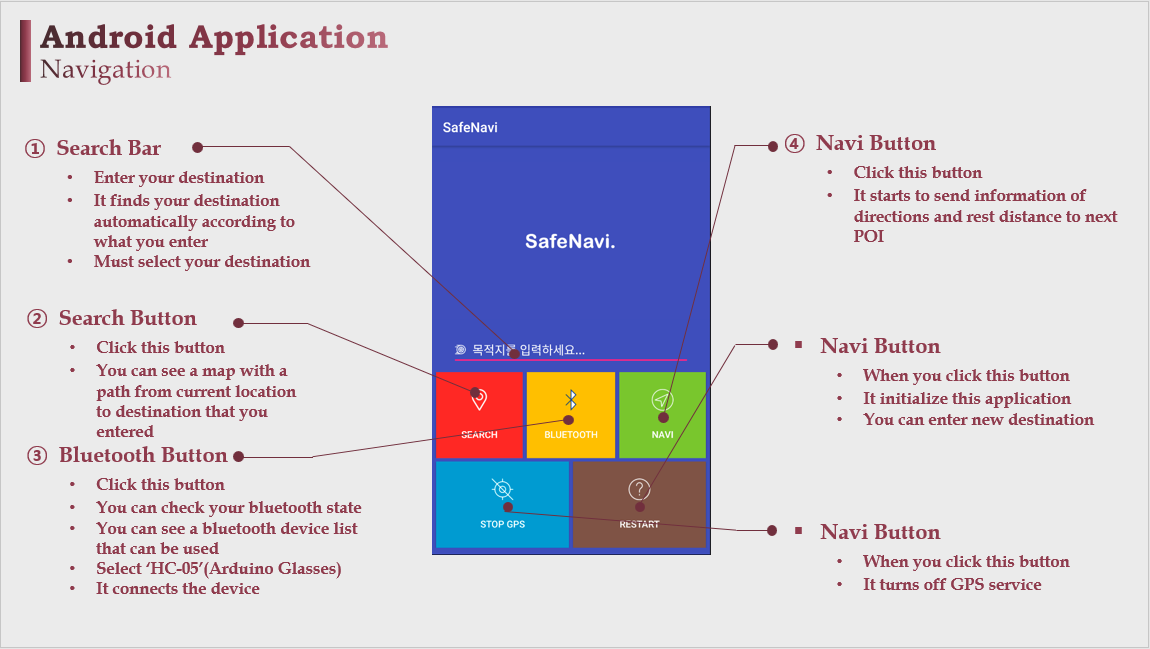 Android Application
Navigation
① Search Bar
• Enter your destination
• It finds your destination
automatically according to
what you enter
• Must select your destination
② Search Button
• Click this button
• You can see a map with a
path from current location
to destination that you
entered
③ Bluetooth Button
• Click this button
• You can check your bluetooth state
• You can see a bluetooth device list
that can be used
• Select ‘HC-05’(Arduino Glasses)
• It connects the device
SafeNavi
SafeNavi.
목적지를 입력하세요...
SEARCH
BLUETOOTH
NAVI
STOP GPS
RESTART
④ Navi Button
• Click this button
• It starts to send information of
directions and rest distance to next
POI
▪ Navi Button
• When you click this button
• It initialize this application
• You can enter new destination
▪ Navi Button
• When you click this button
• It turns off GPS service